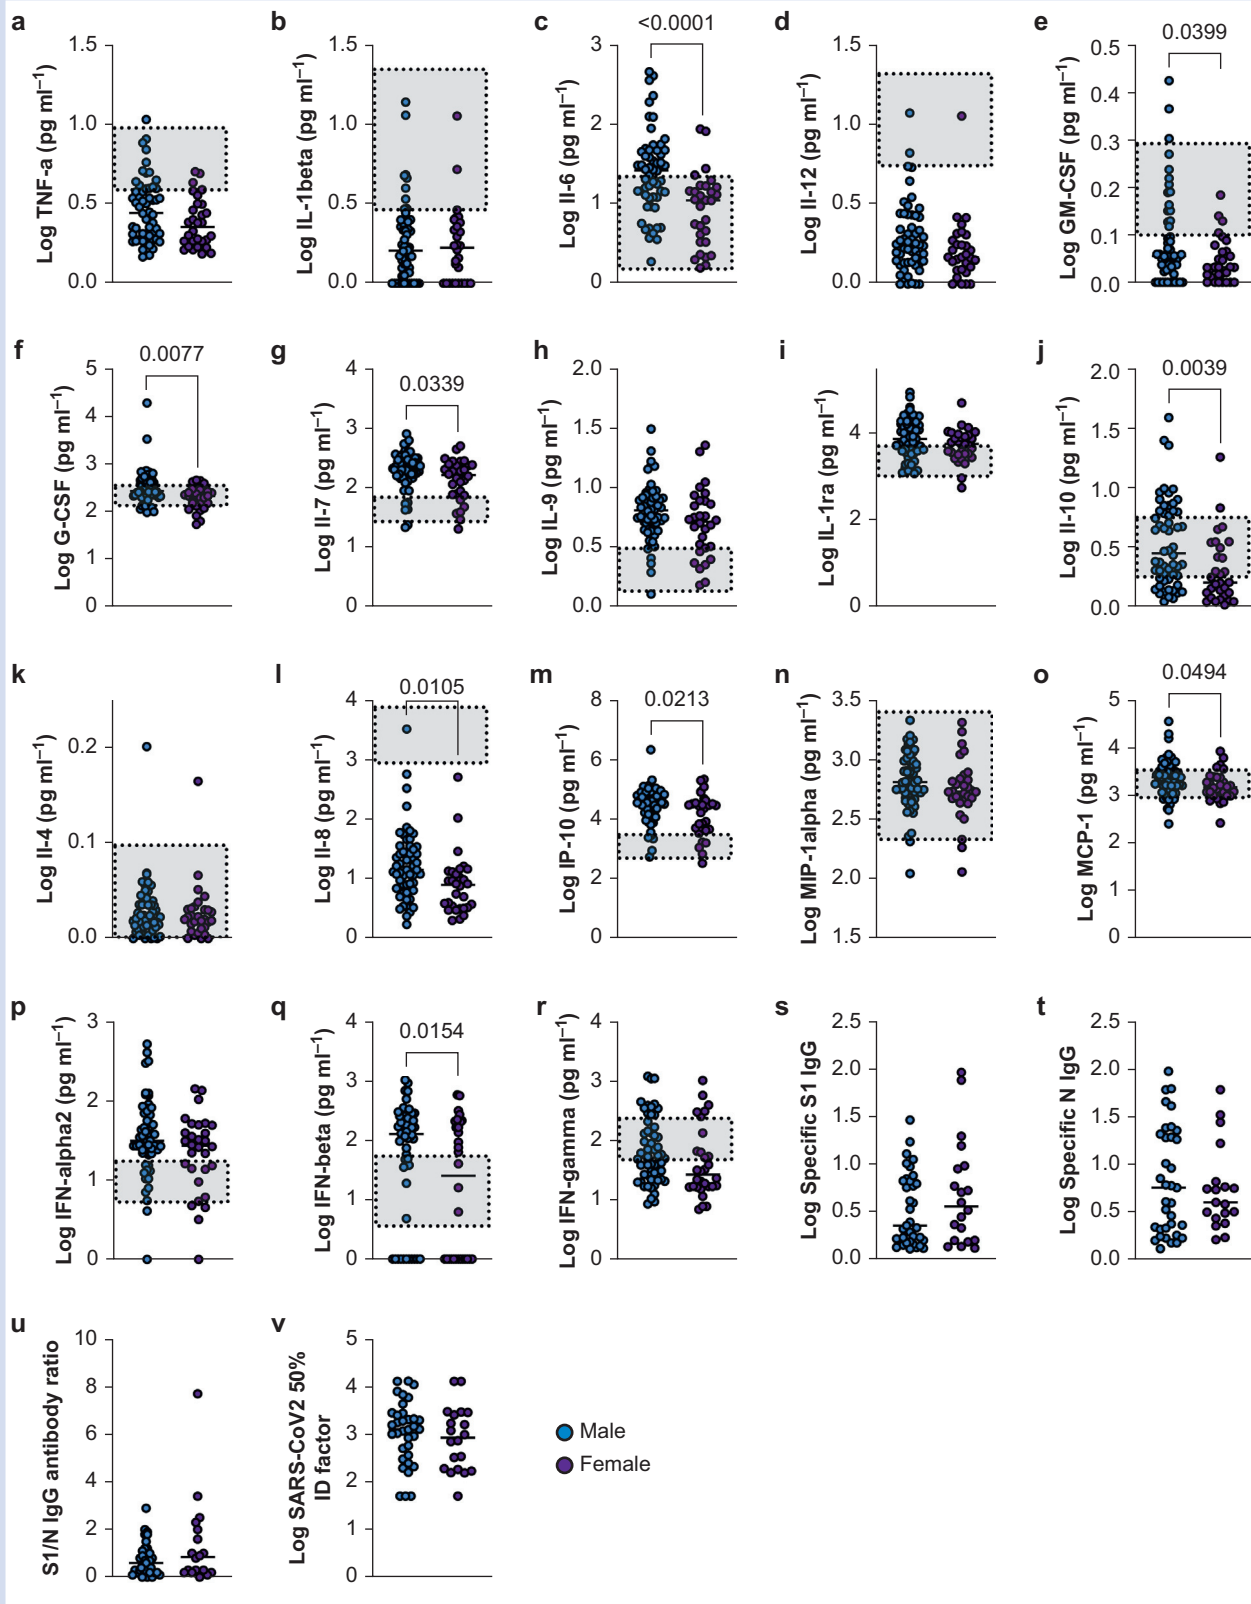 a
Log TNF-a (pg ml⁻¹)
1.5
1.0
0.5
0.0
b
Log IL-1beta (pg ml⁻¹)
1.5
1.0
0.5
0.0
c
<0.0001
Log Il-6 (pg ml⁻¹)
3
2
1
0
d
Log Il-12 (pg ml⁻¹)
1.5
1.0
0.5
0.0
e
0.0399
Log GM-CSF (pg ml⁻¹)
0.5
0.4
0.3
0.2
0.1
0.0
f
0.0077
Log G-CSF (pg ml⁻¹)
5
4
3
2
1
0
g
0.0339
Log Il-7 (pg ml⁻¹)
4
3
2
1
0
h
Log IL-9 (pg ml⁻¹)
2.0
1.5
1.0
0.5
0.0
i
Log IL-1ra (pg ml⁻¹)
4
2
0
j
0.0039
Log Il-10 (pg ml⁻¹)
2.0
1.5
1.0
0.5
0.0
k
Log Il-4 (pg ml⁻¹)
0.2
0.1
0.0
l
0.0105
Log Il-8 (pg ml⁻¹)
4
3
2
1
0
m
0.0213
Log IP-10 (pg ml⁻¹)
8
6
4
2
0
n
Log MIP-1alpha (pg ml⁻¹)
3.5
3.0
2.5
2.0
1.5
o
0.0494
Log MCP-1 (pg ml⁻¹)
5
4
3
2
1
0
p
Log IFN-alpha2 (pg ml⁻¹)
3
2
1
0
q
0.0154
Log IFN-beta (pg ml⁻¹)
4
3
2
1
0
r
Log IFN-gamma (pg ml⁻¹)
4
3
2
1
0
s
Log Specific S1 IgG
2.5
2.0
1.5
1.0
0.5
0.0
t
Log Specific N IgG
2.5
2.0
1.5
1.0
0.5
0.0
u
S1/N IgG antibody ratio
10
8
6
4
2
0
v
Log SARS-CoV2 50%
ID factor
5
4
3
2
1
0
Male
Female